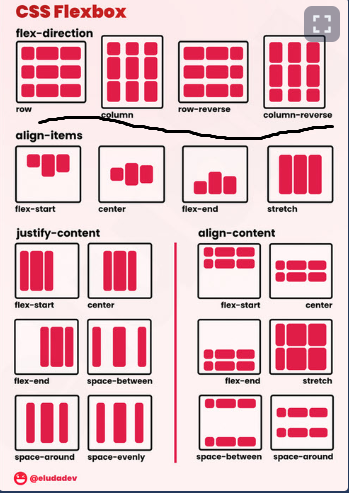 CSS Flexbox
flex-direction
row column row-reverse column-reverse
align-items
flex-start center flex-end stretch
justify-content
flex-start center
flex-end space-between
space-around space-evenly
align-content
flex-start center
flex-end stretch
space-between space-around
@eludadev